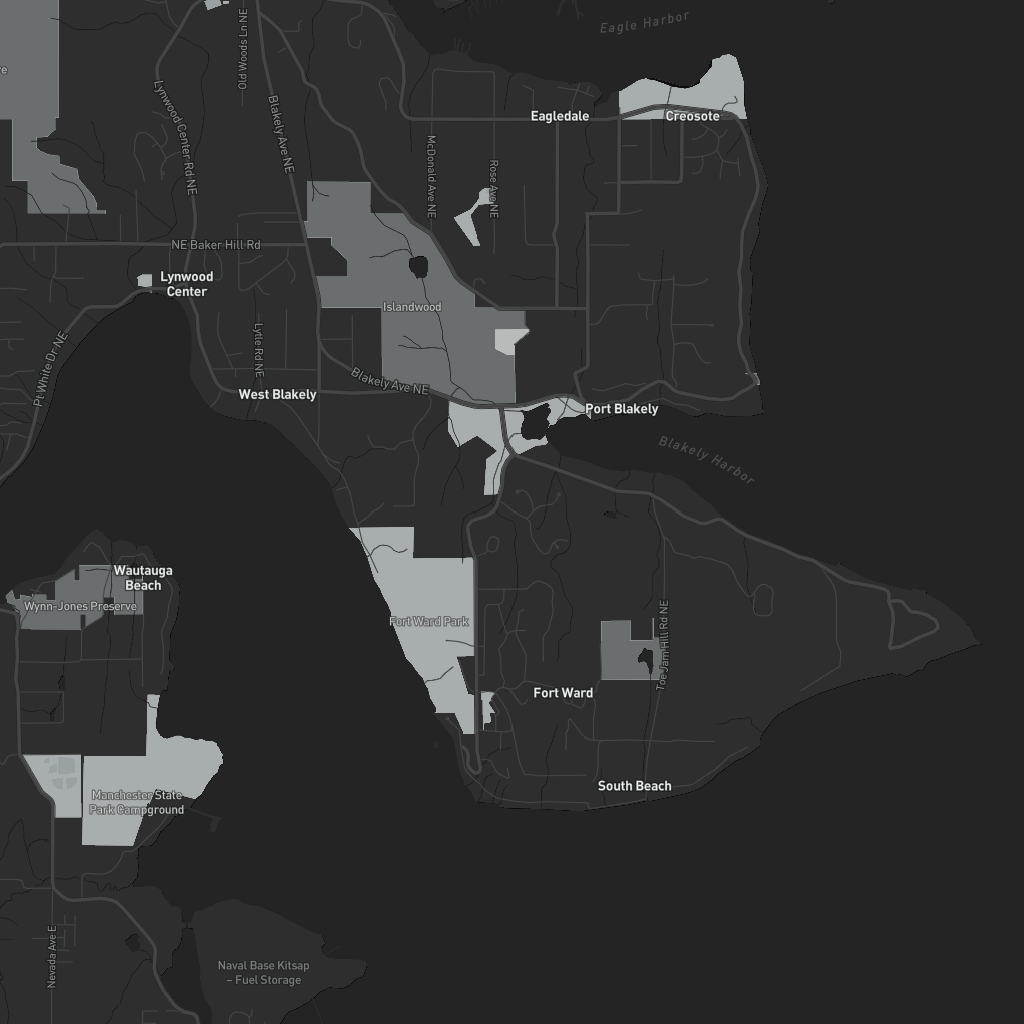 Eagle Harbor
Old Woods Ln NE
Lynwood Center Rd NE
Blakely Ave NE
Eagledale
Creosote
McDonald Ave NE
Rose Ave NE
NE Baker Hill Rd
Lynwood
Center
Islandwood
Lytle Rd NE
Pt White Dr NE
Blakely Ave NE
West Blakely
Port Blakely
Blakely Harbor
Wautauga
Beach
Wynn-Jones Preserve
Fort Ward Park
Toe Jam Hill Rd NE
Fort Ward
South Beach
Manchester State
Park Campground
Nevada Ave E
Naval Base Kitsap
– Fuel Storage